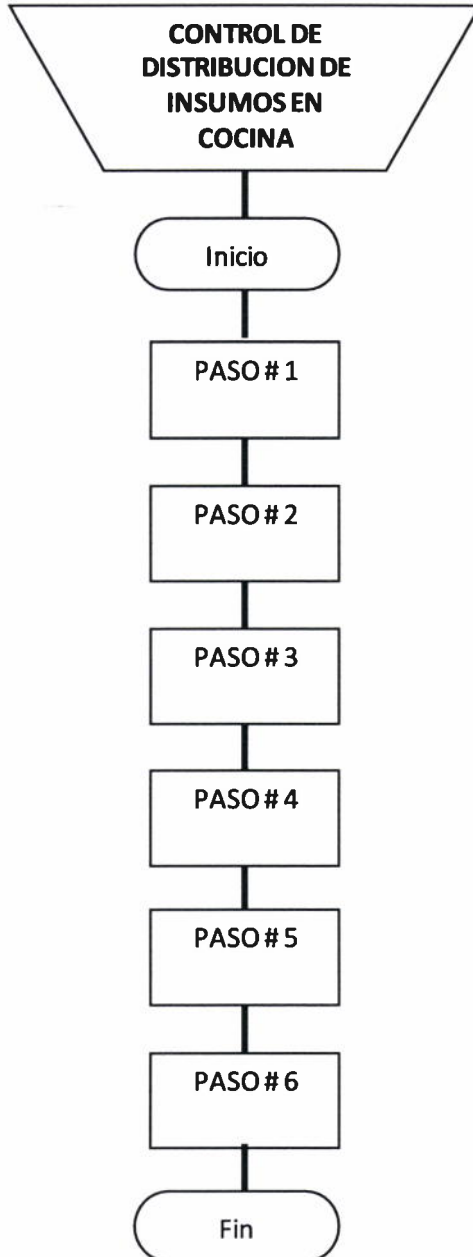 CONTROL DE
DISTRIBUCION DE
INSUMOS EN
COCINA
Inicio
PASO # 1
PASO # 2
PASO # 3
PASO # 4
PASO # 5
PASO # 6
Fin